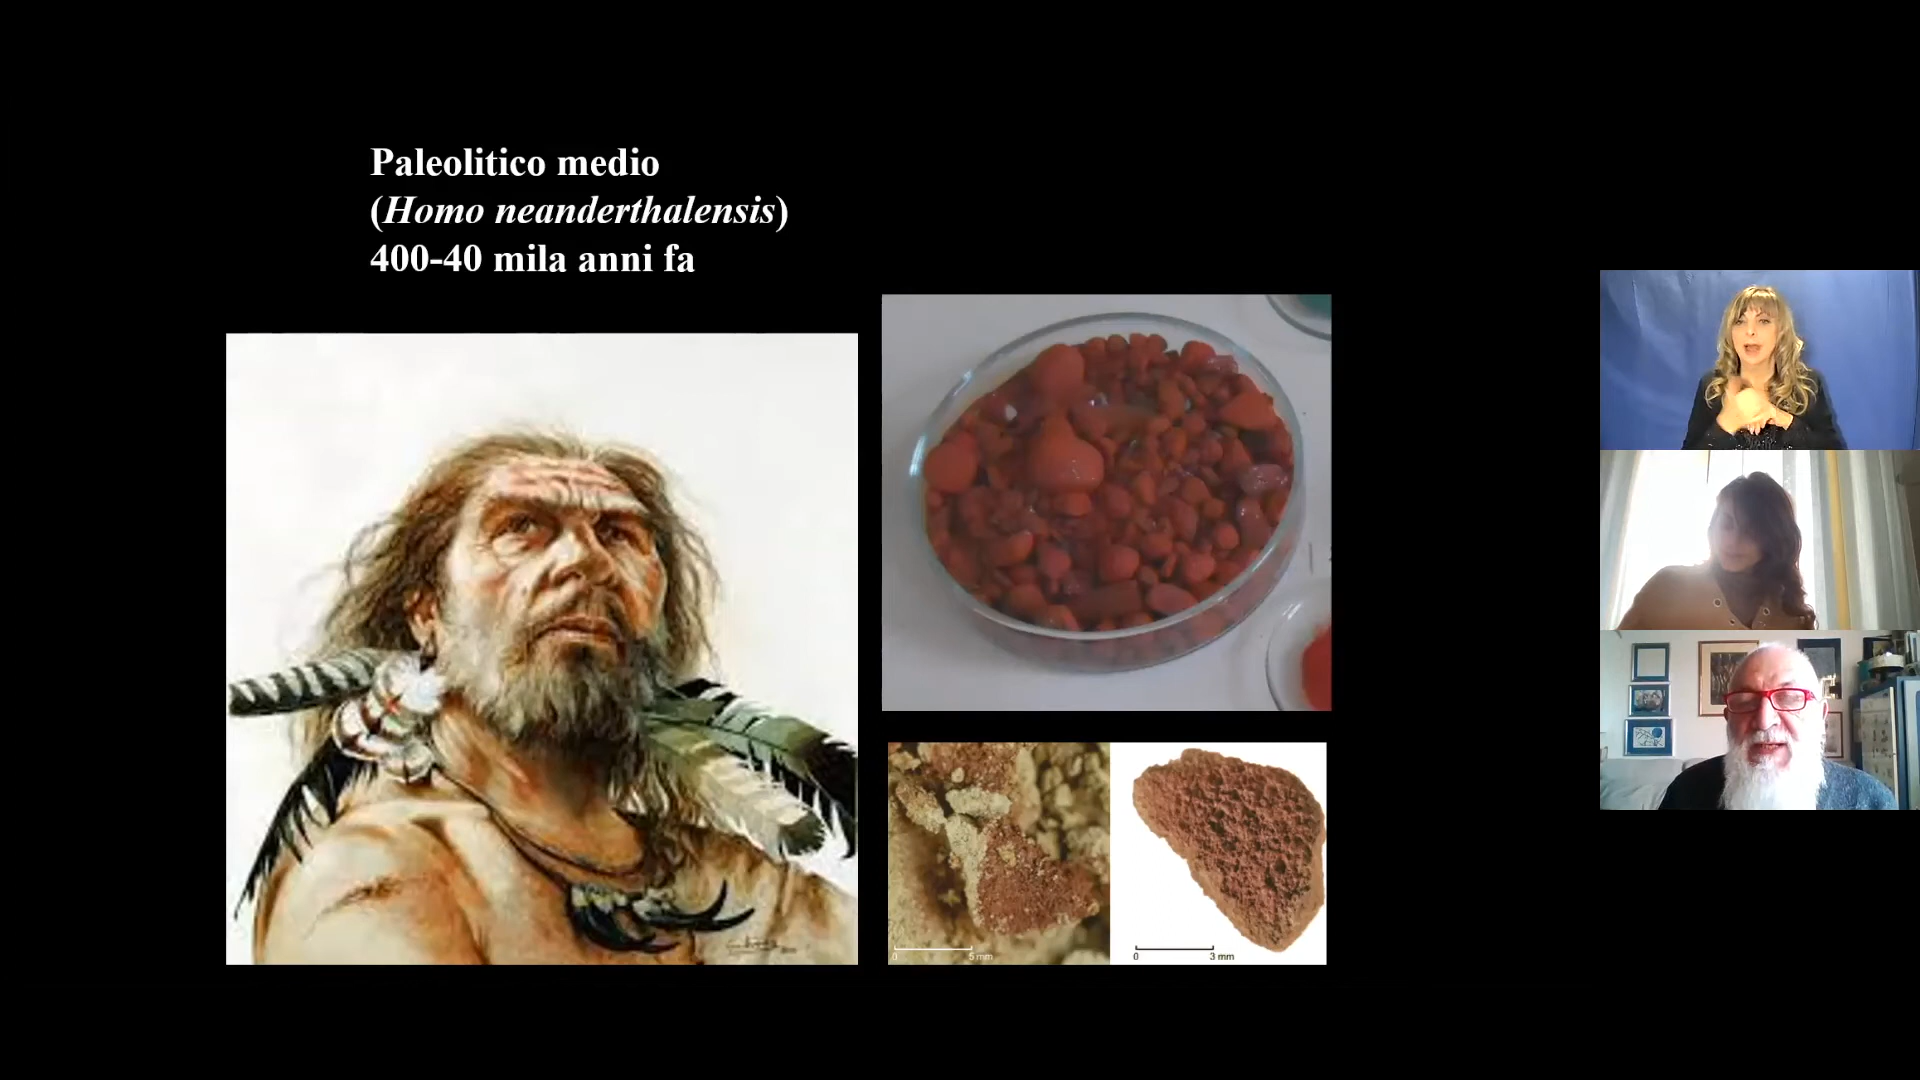 Paleolitico medio
(Homo neanderthalensis)
400-40 mila anni fa
0 5 mm
0 3 mm